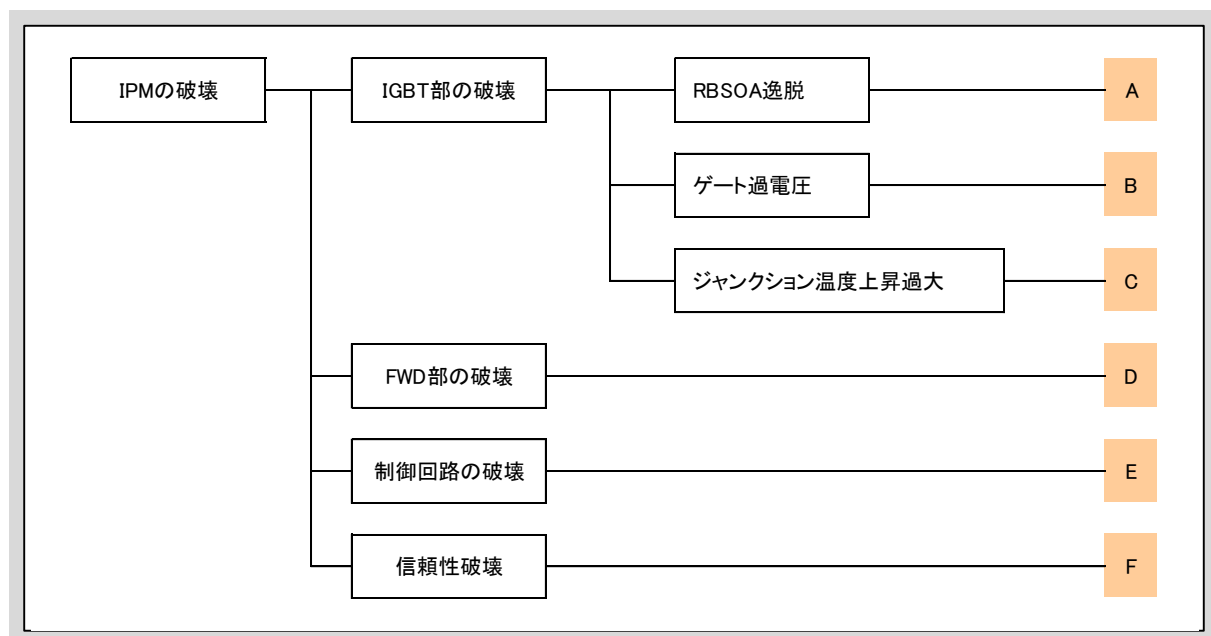 IPMの破壊
IGBT部の破壊
RBSOA逸脱
A
ゲート過電圧
B
ジャンクション温度上昇過大
C
FWD部の破壊
D
制御回路の破壊
E
信頼性破壊
F